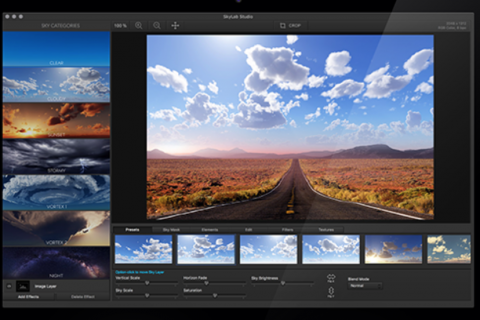 SkyLab Studio
SKY CATEGORIES
100 %
CROP
CLEAR
SUNSET
STORMY
VORTEX 1
VORTEX 2
NIGHT
Presets
Sky Mask
Elements
Edit
Filters
Textures
Option click to move Sky Layer
Vertical Scale
Horizon Fade
Sky Brightness
Blend Mode
Sky Scale
Saturation
Normal
Image Layer
Add Effects
Delete Effect